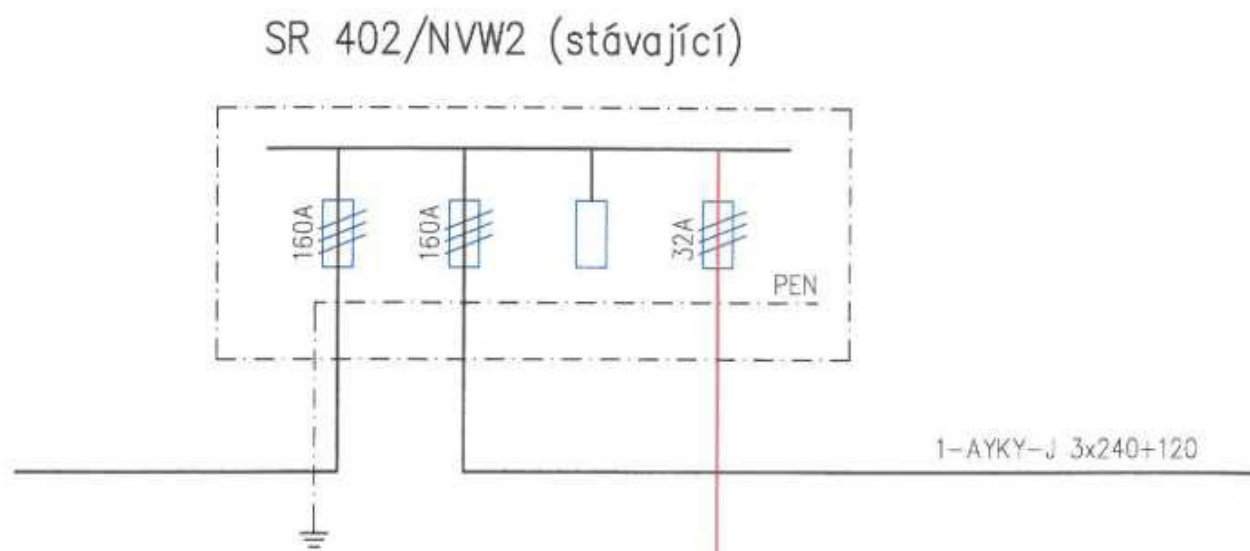 SR 402/NVW2 (stávající)
160A
160A
32A
PEN
1-AYKY-J 3x240+120